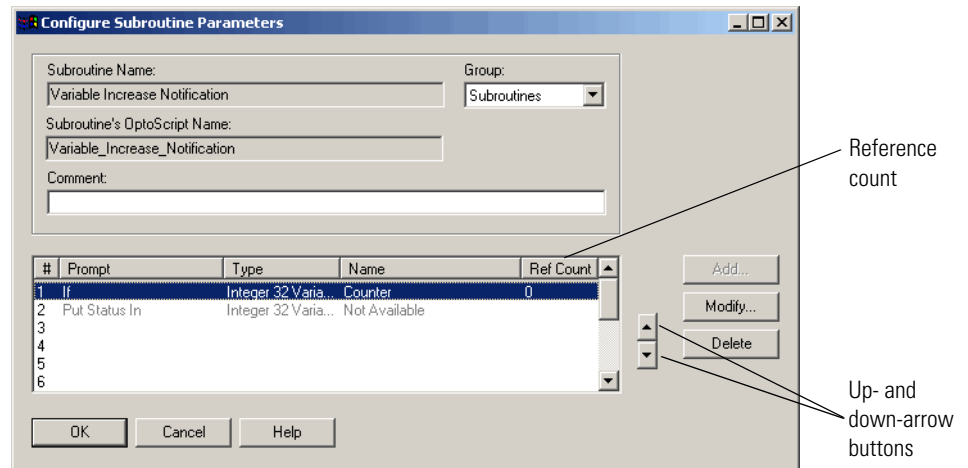 Configure Subroutine Parameters
Subroutine Name:
Group:
Variable Increase Notification
Subroutines
Subroutine's OptoScript Name:
Variable_Increase_Notification
Comment:
Reference
count
# Prompt Type Name Ref Count
1 If Integer 32 Varia... Counter 0
2 Put Status In Integer 32 Varia... Not Available
3
4
5
6
Add...
Modify...
Delete
Up- and
down-arrow
buttons
OK Cancel Help